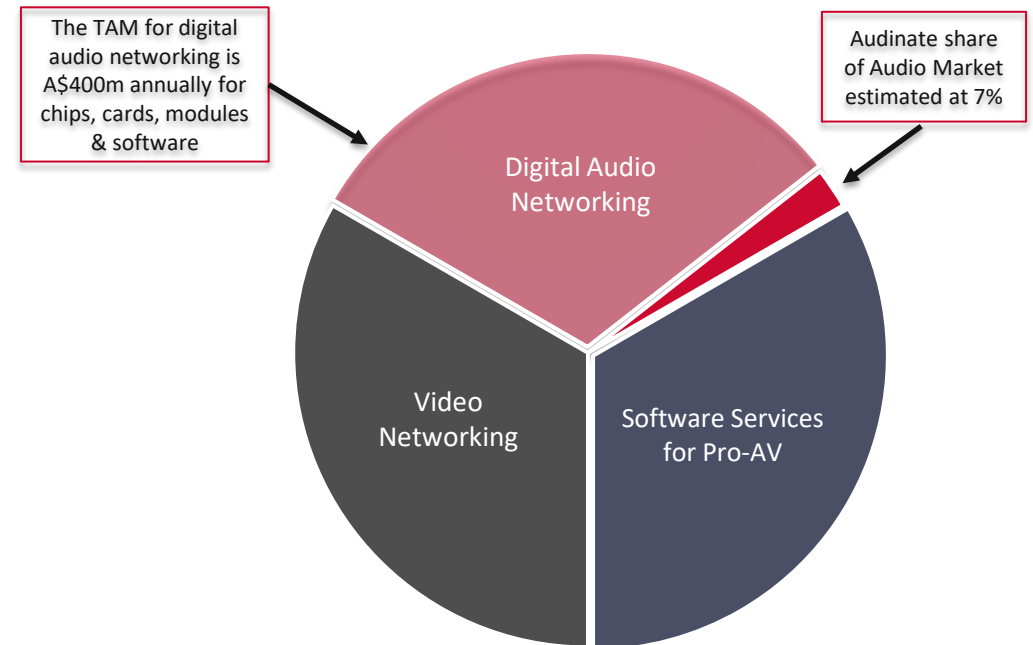 The TAM for digital
audio networking is
A$400m annually for
chips, cards, modules
& software
Audinate share
of Audio Market
estimated at 7%
Digital Audio
Networking
Video
Networking
Software Services
for Pro-AV